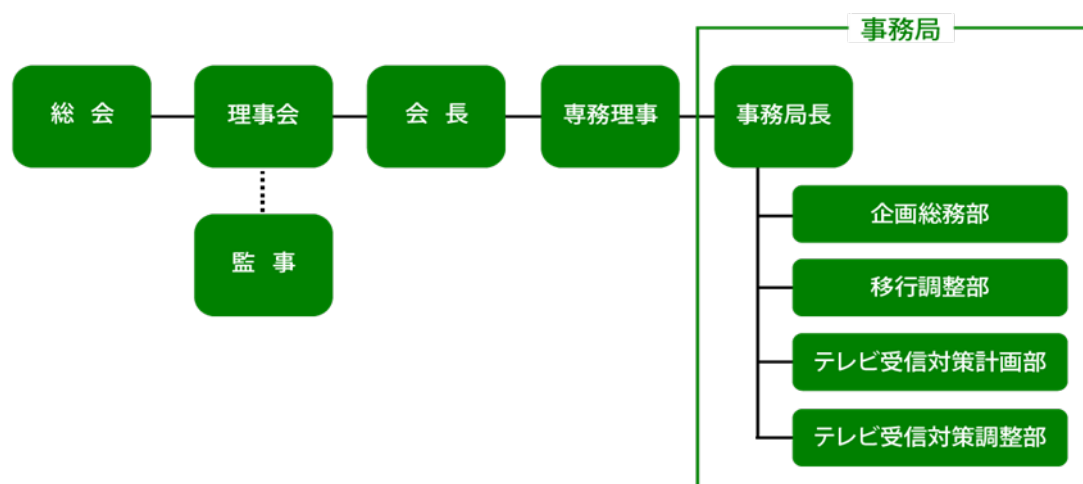 事務局
総 会
理事会
会 長
専務理事
事務局長
監 事
企画総務部
移行調整部
テレビ受信対策計画部
テレビ受信対策調整部